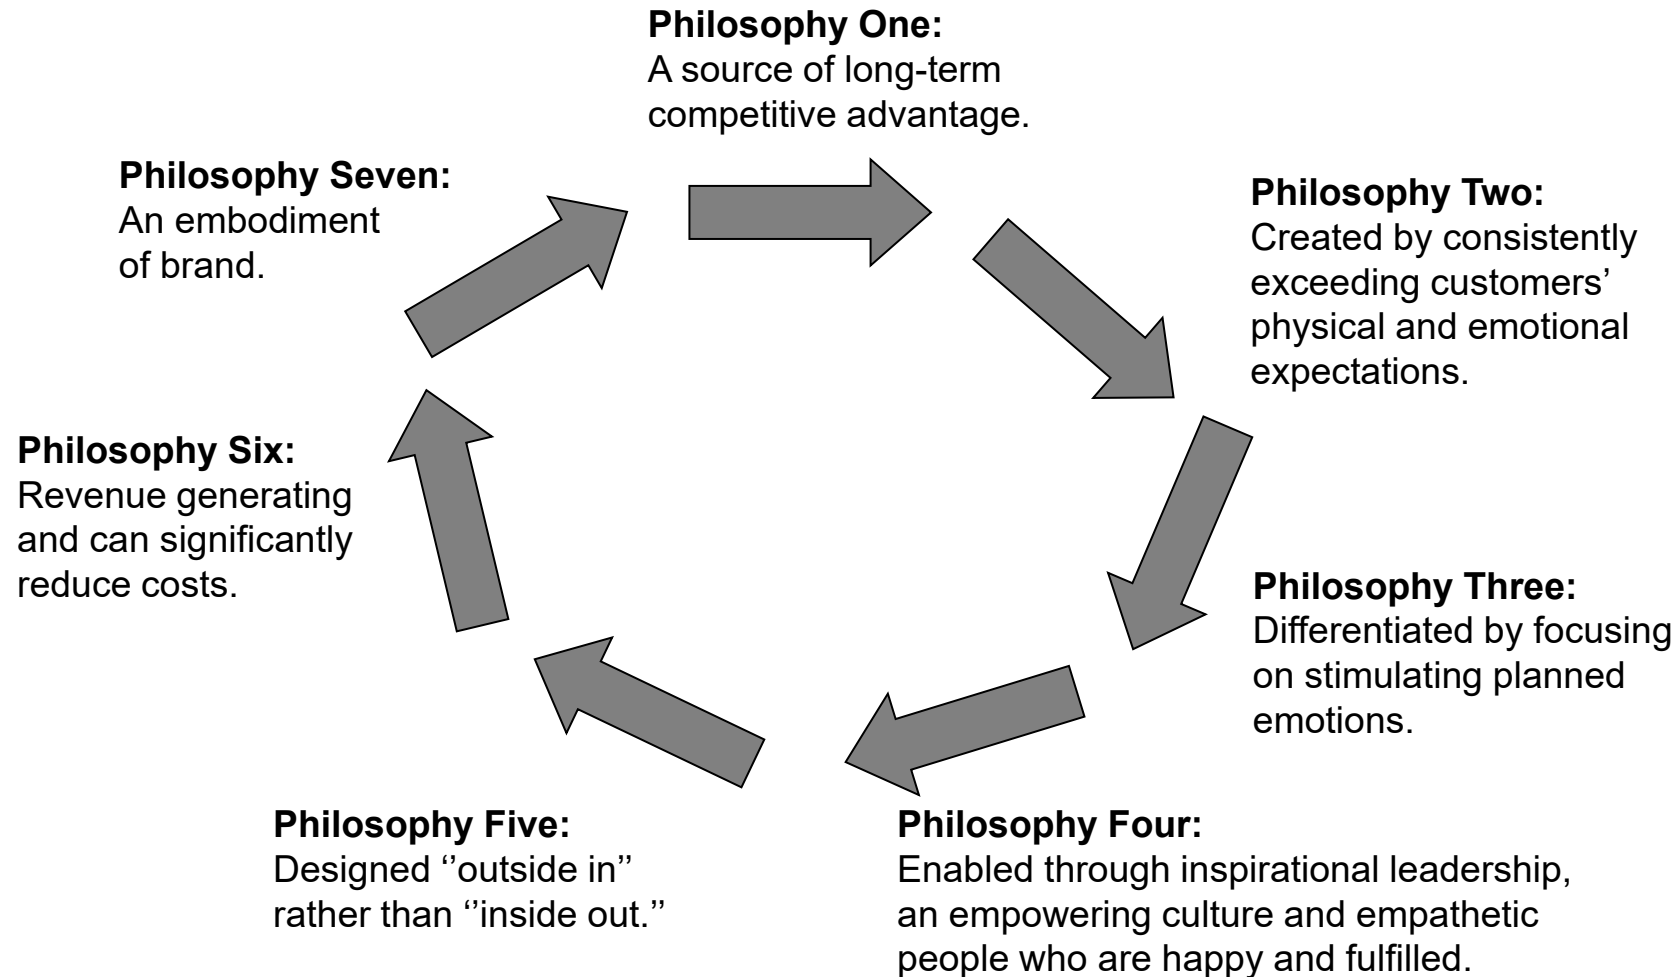 Philosophy One:
A source of long-term
competitive advantage.
Philosophy Two:
Created by consistently
exceeding customers’
physical and emotional
expectations.
Philosophy Three:
Differentiated by focusing
on stimulating planned
emotions.
Philosophy Four:
Enabled through inspirational leadership,
an empowering culture and empathetic
people who are happy and fulfilled.
Philosophy Five:
Designed ‘’outside in’’
rather than ‘’inside out.’’
Philosophy Six:
Revenue generating
and can significantly
reduce costs.
Philosophy Seven:
An embodiment
of brand.